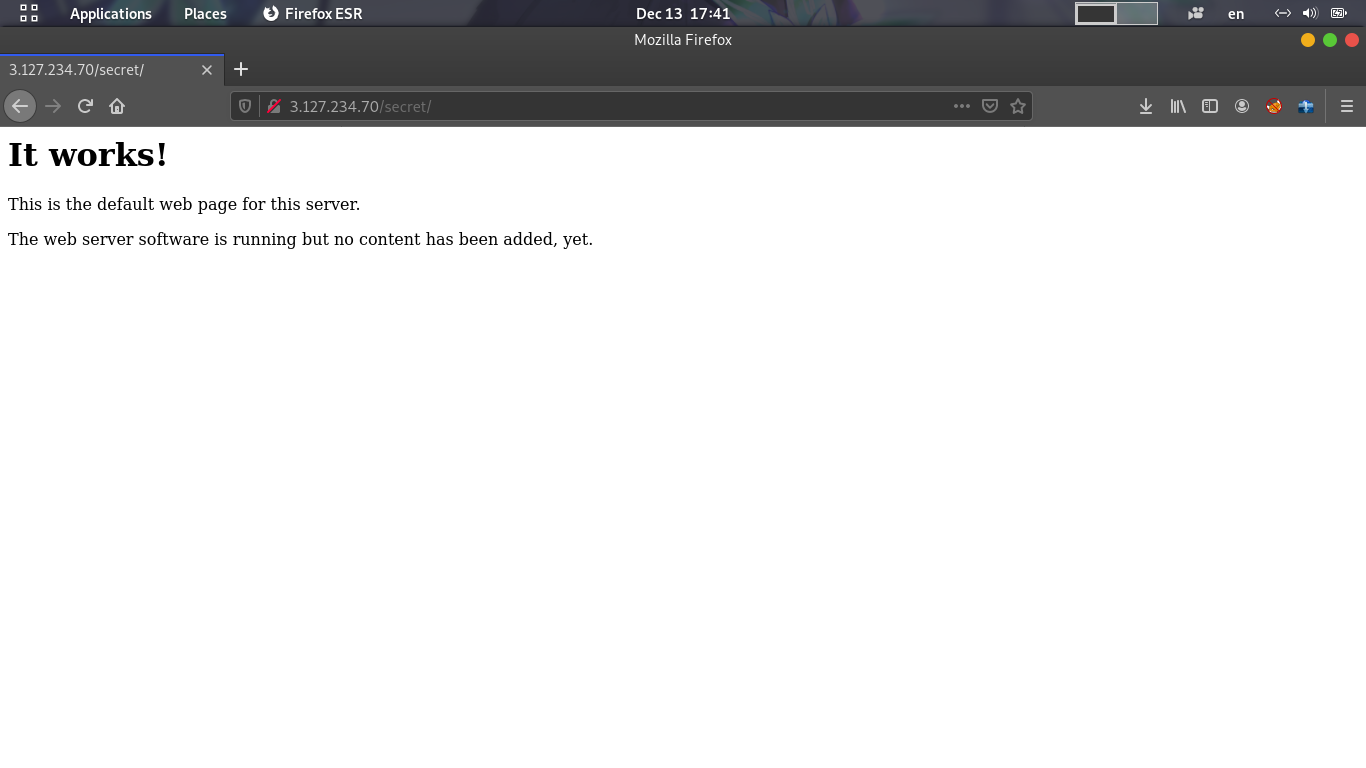 Applications Places Firefox ESR Dec 13 17:41 en
Mozilla Firefox
3.127.234.70/secret/
3.127.234.70/secret/
It works!
This is the default web page for this server.
The web server software is running but no content has been added, yet.